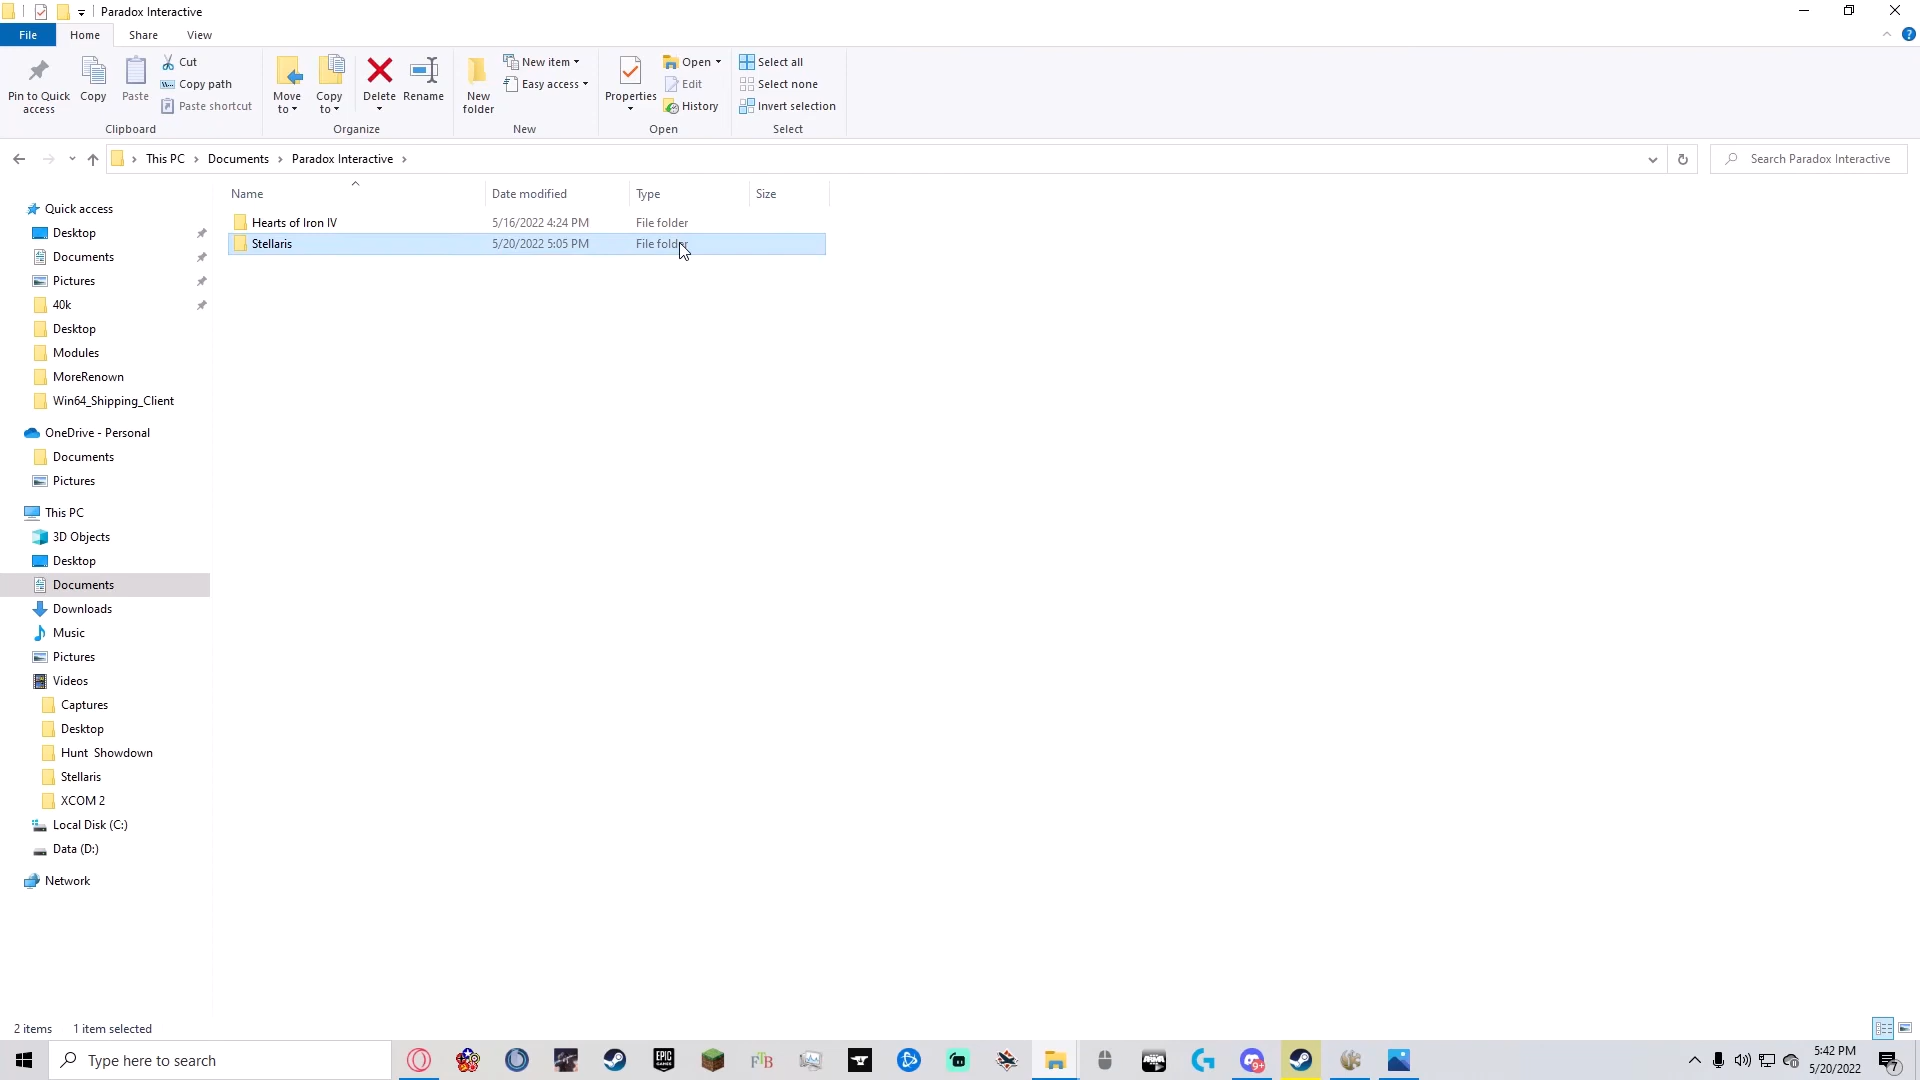 Paradox Interactive
File Home Share View
Pin to Quick access
Copy
Paste
Cut
Copy path
Paste shortcut
Clipboard
Move to
Copy to
Delete
Rename
Organize
New folder
New item
Easy access
New
Properties
Open
Edit
History
Open
Select all
Select none
Invert selection
Select
This PC Documents Paradox Interactive
Search Paradox Interactive
Name Date modified Type Size
Hearts of Iron IV 5/16/2022 4:24 PM File folder
Stellaris 5/20/2022 5:05 PM File folder
Quick access
Desktop
Documents
Pictures
40k
Desktop
Modules
MoreRenown
Win64_Shipping_Client
OneDrive - Personal
Documents
Pictures
This PC
3D Objects
Desktop
Documents
Downloads
Music
Pictures
Videos
Captures
Desktop
Hunt Showdown
Stellaris
XCOM 2
Local Disk (C:)
Data (D:)
Network
2 items 1 item selected
Type here to search
EPIC GAMES
FTB
9+
5:42 PM
5/20/2022
7